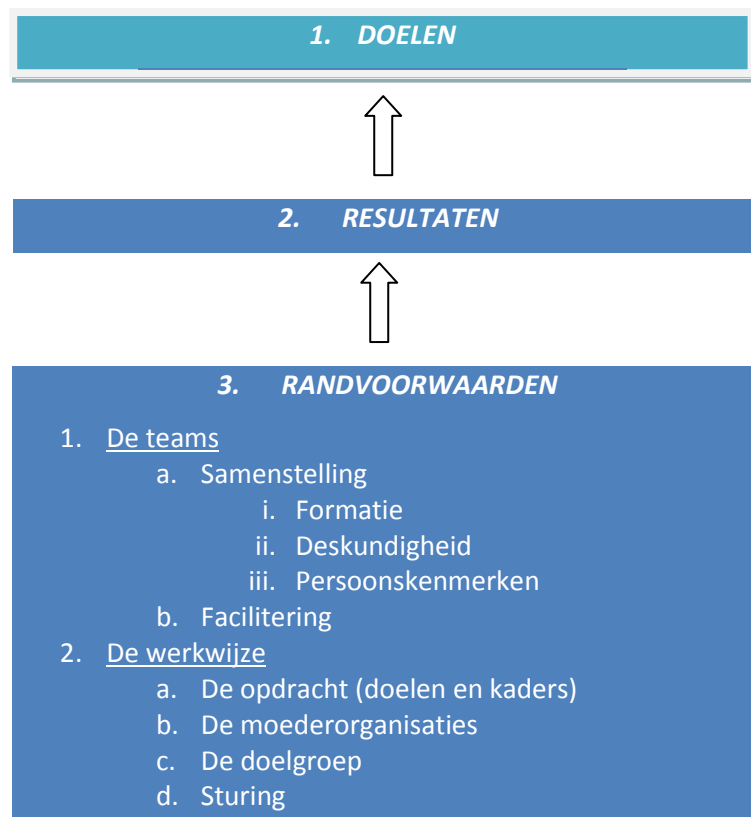 1. DOELEN
2. RESULTATEN
3. RANDVOORWAARDEN
1. De teams
a. Samenstelling
i. Formatie
ii. Deskundigheid
iii. Persoonskenmerken
b. Facilitering
2. De werkwijze
a. De opdracht (doelen en kaders)
b. De moederorganisaties
c. De doelgroep
d. Sturing